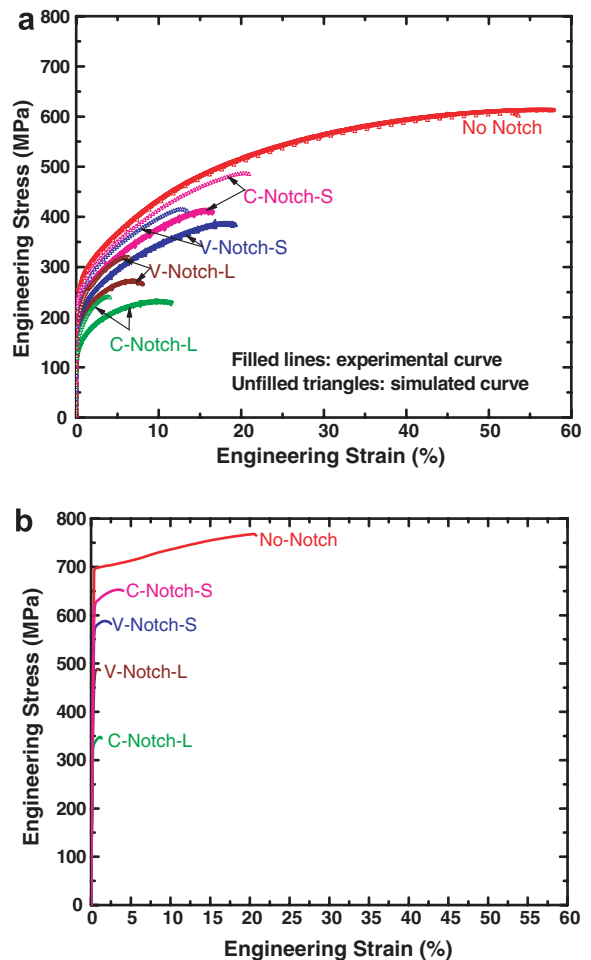 a
800
700
600
500
400
300
200
100
0
Engineering Stress (MPa)
No Notch
C-Notch-S
V-Notch-S
V-Notch-L
C-Notch-L
Filled lines: experimental curve
Unfilled triangles: simulated curve
0 10 20 30 40 50 60
Engineering Strain (%)
b
800
700
600
500
400
300
200
100
0
Engineering Stress (MPa)
No-Notch
C-Notch-S
V-Notch-S
V-Notch-L
C-Notch-L
0 5 10 15 20 25 30 35 40 45 50 55 60
Engineering Strain (%)